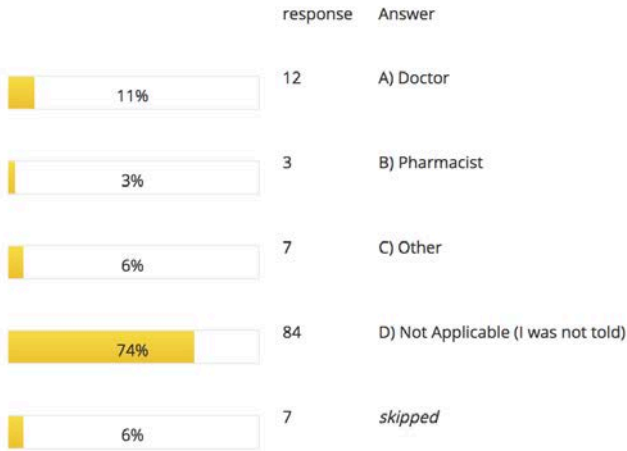 response Answer
11% 12 A) Doctor
3% 3 B) Pharmacist
6% 7 C) Other
74% 84 D) Not Applicable (I was not told)
6% 7 skipped